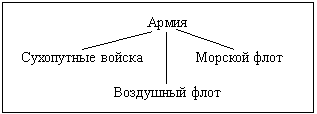 Армия
Сухопутные войска Морской флот
Воздушный флот